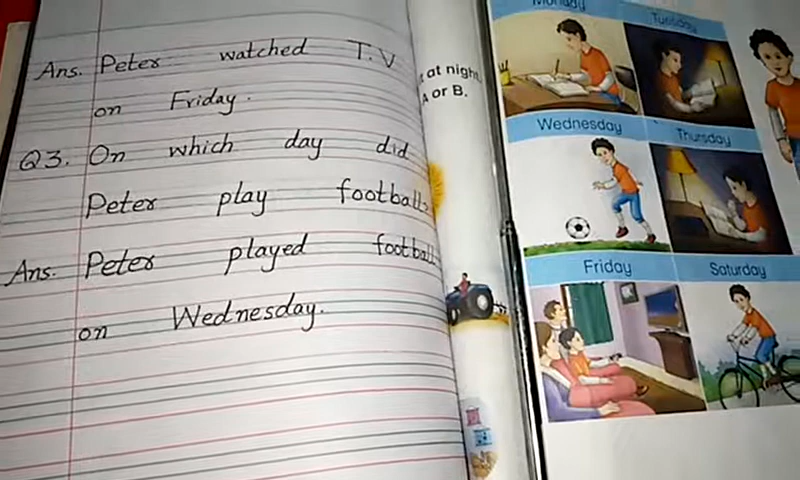 Ans. Peter watched T.V
on Friday.
Q3. On which day did
Peter play football?
Ans. Peter played football
on Wednesday.
at night.
A or B.
Monday
Tuesday
Wednesday
Thursday
Friday
Saturday